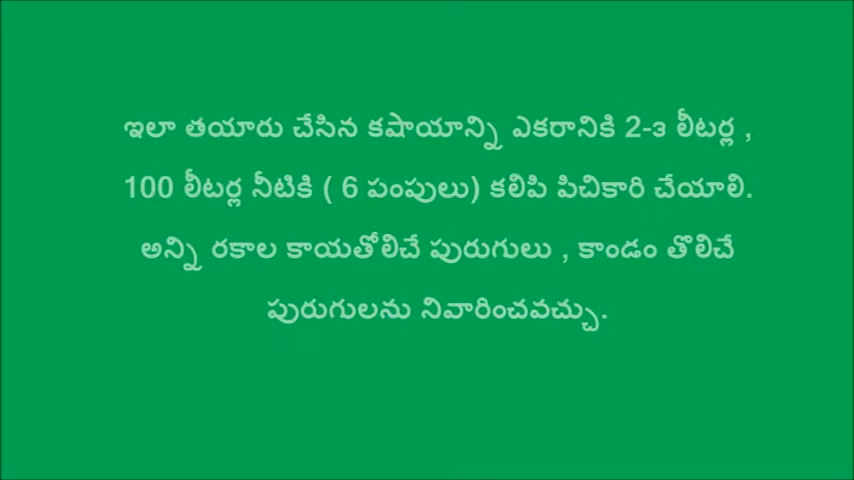 ఇలా తయారు చేసిన కషాయాన్ని ఎకరానికి 2-3 లీటర్ల ,
100 లీటర్ల నీటికి ( 6 పంపులు) కలిపి పిచికారి చేయాలి.
అన్ని రకాల కాయతోలిచే పురుగులు , కాండం తొలిచే
పురుగులను నివారించవచ్చు.